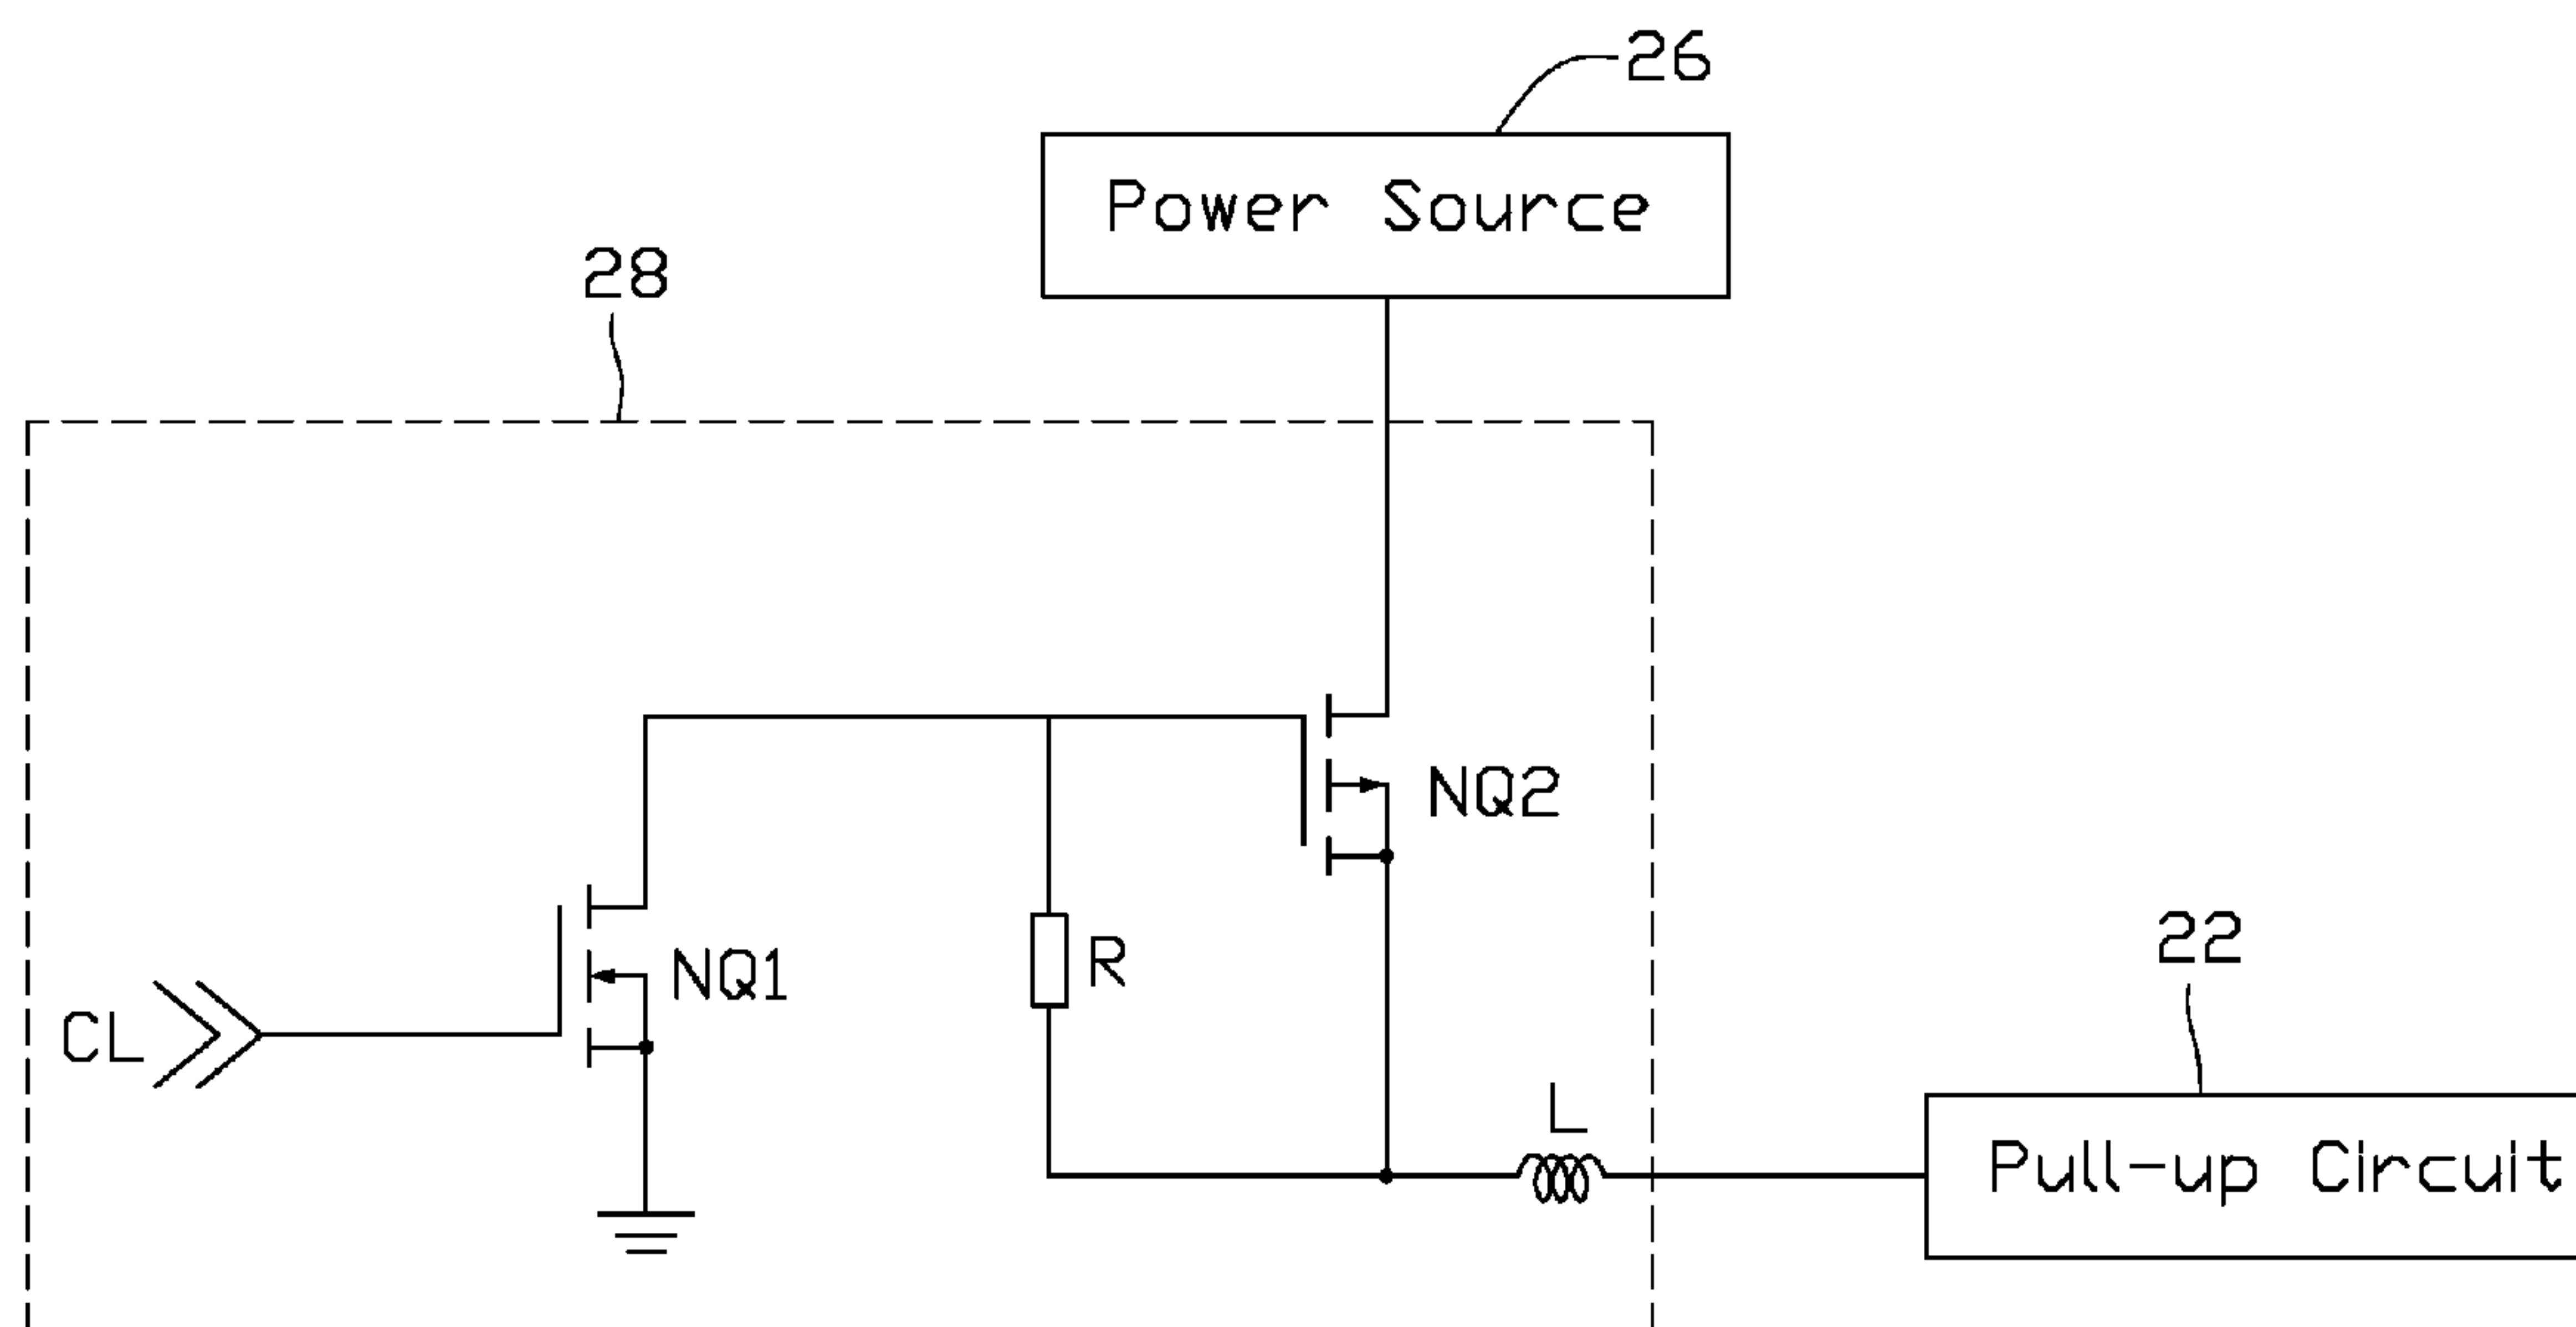 26
Power Source
28
NQ2
NQ1
R
22
CL
L
Pull-up Circuit